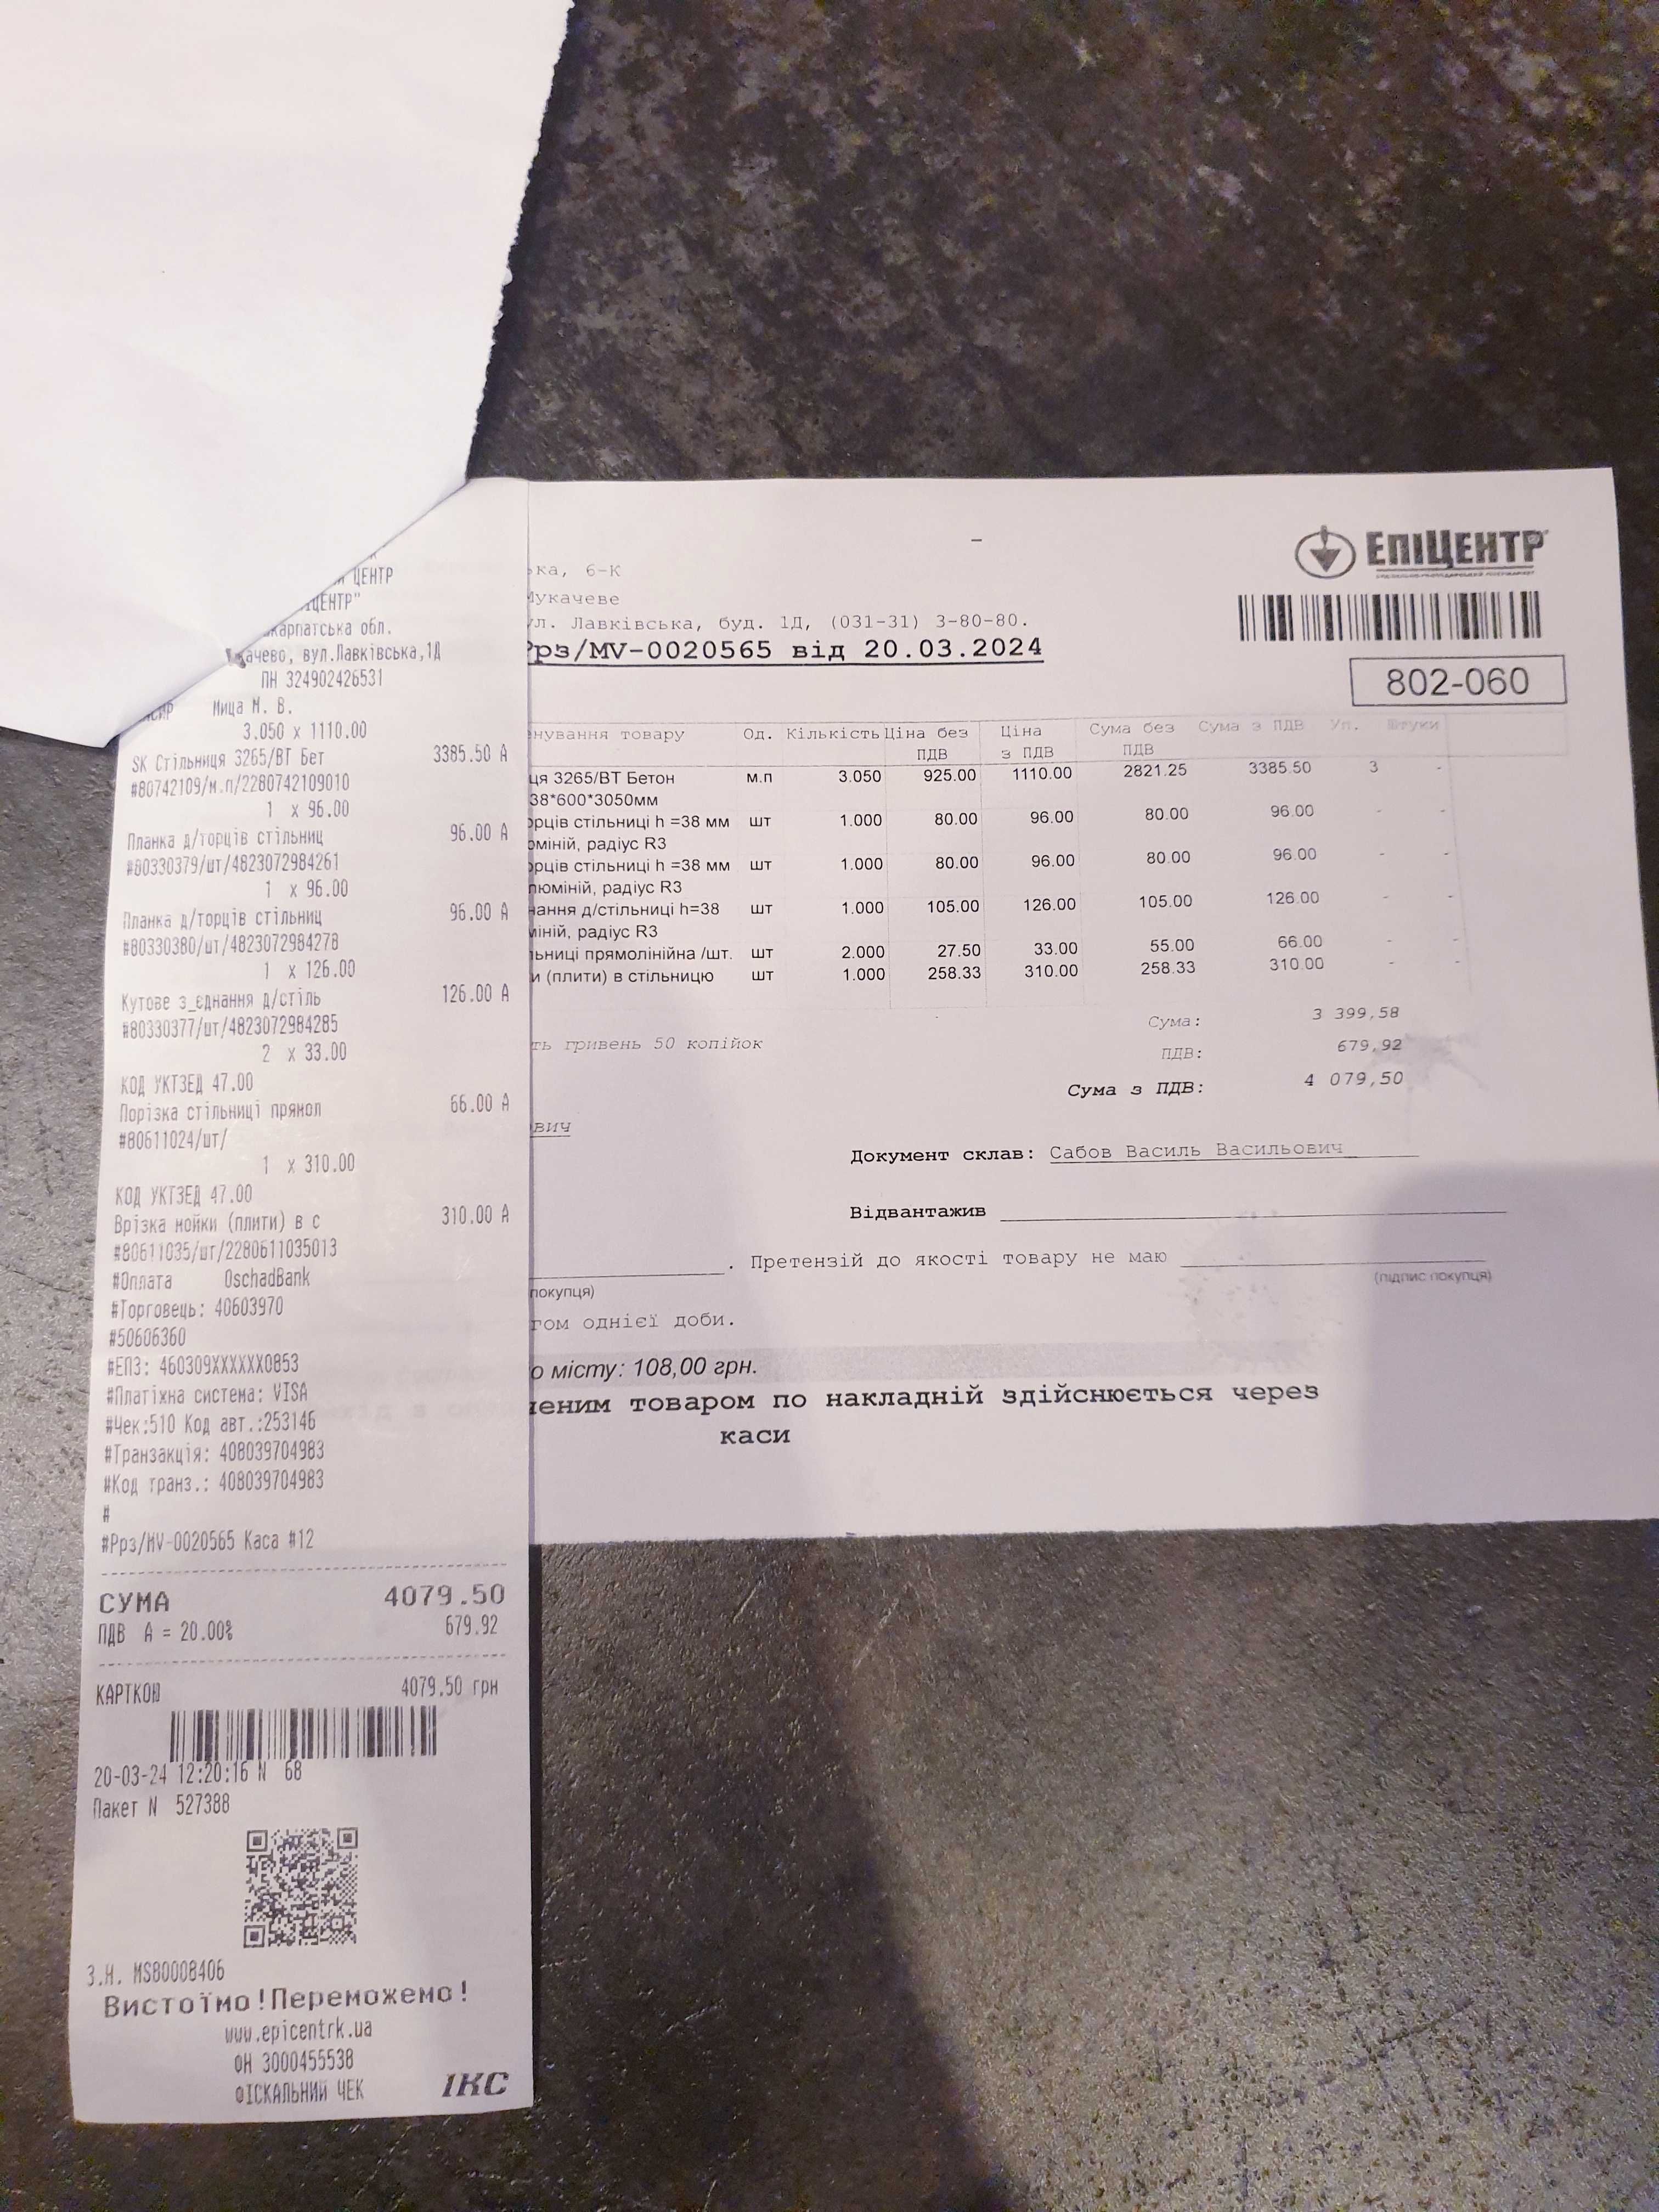 ЦЕНТР
ІЦЕНТР"
карпатська обл.
качево, вул.Лавківська,1Д
ПН 324902426531
Мица М. В.
3.050 x 1110.00
SK Стільниця 3265/BT Бет 3385.50 А
#80742109/м.п/2280742109010
1 x 96.00
Планка д/торців стільниц 96.00 А
#80330379/шт/4823072984261
1 x 96.00
Планка д/торців стільниц 96.00 А
#80330380/шт/4823072984278
1 x 126.00
Кутове з_єднання д/стіль 126.00 А
#80330377/шт/4823072984285
2 x 33.00
КОД УКТЗЕД 47.00
Порізка стільниці прямол 66.00 А
#80611024/шт/
1 x 310.00
КОД УКТЗЕД 47.00
Врізка мойки (плити) в с 310.00 А
#80611035/шт/2280611035013
#Оплата OschadBank
#Торговець: 40603970
#50606360
#ЕПЗ: 460309XXXXXX0853
#Платіжна система: VISA
#Чек:510 Код авт.:253146
#Транзакція: 408039704983
#Код транз.: 408039704983
#
#Ррз/MV-0020565 Каса #12
СУМА 4079.50
ПДВ А = 20.00% 679.92
КАРТКОЮ 4079.50 грн
20-03-24 12:20:16 N 68
Пакет N 527388
З.Н. MS80008406
Вистоїмо!Переможемо!
www.epicentrk.ua
ФН 3000455538
ФІСКАЛЬНИЙ ЧЕК ІКС
ЕПІЦЕНТР
ька, 6-К
Мукачеве
ул. Лавківська, буд. 1Д, (031-31) 3-80-80.
Ррз/MV-0020565 від 20.03.2024
802-060
нування товару Од. Кількість Ціна без ПДВ Ціна з ПДВ Сума без ПДВ Сума з ПДВ Уп. Штуки
ця 3265/BT Бетон м.п 3.050 925.00 1110.00 2821.25 3385.50 3 -
38*600*3050мм
орців стільниці h =38 мм шт 1.000 80.00 96.00 80.00 96.00 - -
оміній, радіус R3
орців стільниці h =38 мм шт 1.000 80.00 96.00 80.00 96.00 - -
люміній, радіус R3
нання д/стільниці h=38 шт 1.000 105.00 126.00 105.00 126.00 - -
міній, радіус R3
льниці прямолінійна /шт. шт 2.000 27.50 33.00 55.00 66.00 - -
и (плити) в стільницю шт 1.000 258.33 310.00 258.33 310.00 - -
Сума: 3 399,58
ть гривень 50 копійок
ПДВ: 679,92
Сума з ПДВ: 4 079,50
вич
Документ склав: Сабов Василь Васильович
Відвантажив
. Претензій до якості товару не маю
покупця) (підпис покупця)
гом однієї доби.
о місту: 108,00 грн.
еним товаром по накладній здійснюється через
каси